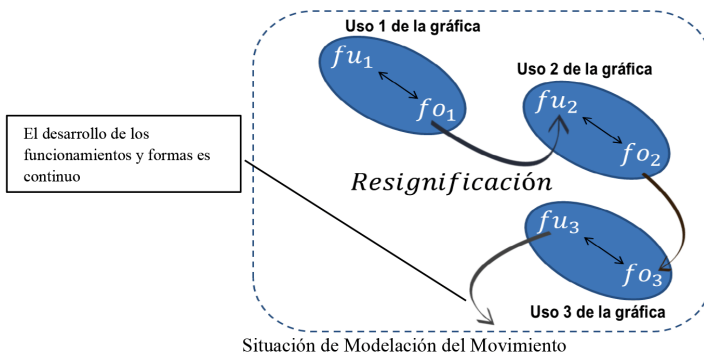 Uso 1 de la gráfica
fu₁
fo₁
Uso 2 de la gráfica
fu₂
fo₂
El desarrollo de los
funcionamientos y formas es
continuo
Resignificación
fu₃
fo₃
Uso 3 de la gráfica
Situación de Modelación del Movimiento